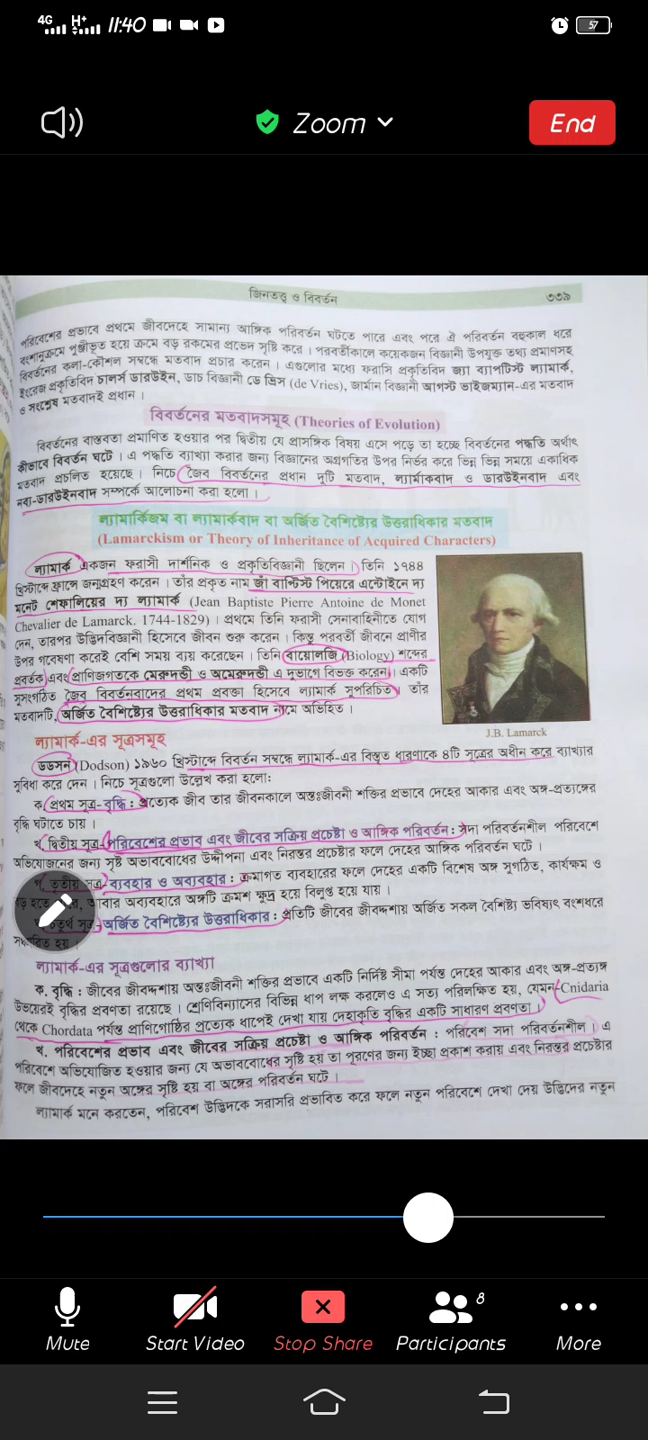 4G H+ 11:40 57
Zoom
End
জিনতত্ত্ব ও বিবর্তন ৩৩৯
পরিবেশের প্রভাবে প্রথমে জীবদেহে সামান্য আঙ্গিক পরিবর্তন ঘটতে পারে এবং পরে ঐ পরিবর্তন বহুকাল ধরে
বংশানুক্রমে পুঞ্জীভূত হয়ে ক্রমে বড় রকমের প্রভেদ সৃষ্টি করে। পরবর্তীকালে কয়েকজন বিজ্ঞানী উপযুক্ত তথ্য প্রমাণসহ
বিবর্তনের কলা-কৌশল সম্বন্ধে মতবাদ প্রচার করেন। এগুলোর মধ্যে ফরাসি প্রকৃতিবিদ জ্যা ব্যাপটিস্ট ল্যামার্ক,
ইংরেজ প্রকৃতিবিদ চার্লস ডারউইন, ডাচ বিজ্ঞানী ডে ভ্রিস (de Vries), জার্মান বিজ্ঞানী আগস্ট ভাইজম্যান-এর মতবাদ
ও সংশ্লেষ মতবাদই প্রধান।
বিবর্তনের মতবাদসমূহ (Theories of Evolution)
বিবর্তনের বাস্তবতা প্রমাণিত হওয়ার পর দ্বিতীয় যে প্রাসঙ্গিক বিষয় এসে পড়ে তা হচ্ছে বিবর্তনের পদ্ধতি অর্থাৎ
কীভাবে বিবর্তন ঘটে। এ পদ্ধতি ব্যাখ্যা করার জন্য বিজ্ঞানের অগ্রগতির উপর নির্ভর করে ভিন্ন ভিন্ন সময়ে একাধিক
মতবাদ প্রচলিত হয়েছে। নিচে জৈব বিবর্তনের প্রধান দুটি মতবাদ, ল্যামার্কবাদ ও ডারউইনবাদ এবং
নব্য-ডারউইনবাদ সম্পর্কে আলোচনা করা হলো।
ল্যামার্কিজম বা ল্যামার্কবাদ বা অর্জিত বৈশিষ্ট্যের উত্তরাধিকার মতবাদ
(Lamarckism or Theory of Inheritance of Acquired Characters)
ল্যামার্ক একজন ফরাসী দার্শনিক ও প্রকৃতিবিজ্ঞানী ছিলেন। তিনি ১৭৪৪
খ্রিস্টাব্দে ফ্রান্সে জন্মগ্রহণ করেন। তাঁর প্রকৃত নাম জাঁ বাপ্টিস্ট পিয়েরে এন্টোইনে দ্য
মনেট শেফালিয়ের দ্য ল্যামার্ক (Jean Baptiste Pierre Antoine de Monet
Chevalier de Lamarck. 1744-1829)। প্রথমে তিনি ফরাসী সেনাবাহিনীতে যোগ
দেন, তারপর উদ্ভিদবিজ্ঞানী হিসেবে জীবন শুরু করেন। কিন্তু পরবর্তী জীবনে প্রাণীর
উপর গবেষণা করেই বেশি সময় ব্যয় করেছেন। তিনি বায়োলজি (Biology) শব্দের
প্রবর্তক এবং প্রাণিজগতকে মেরুদন্ডী ও অমেরুদন্ডী এ দুভাগে বিভক্ত করেন। একটি
সুসংগঠিত জৈব বিবর্তনবাদের প্রথম প্রবক্তা হিসেবে ল্যামার্ক সুপরিচিত। তাঁর
মতবাদটি, অর্জিত বৈশিষ্ট্যের উত্তরাধিকার মতবাদ নামে অভিহিত।
J.B. Lamarck
ল্যামার্ক-এর সূত্রসমূহ
ডডসন (Dodson) ১৯৬০ খ্রিস্টাব্দে বিবর্তন সম্বন্ধে ল্যামার্ক-এর বিস্তৃত ধারণাকে ৪টি সূত্রের অধীন করে ব্যাখ্যার
সুবিধা করে দেন। নিচে সূত্রগুলো উল্লেখ করা হলো:
ক. প্রথম সূত্র- বৃদ্ধি: প্রত্যেক জীব তার জীবনকালে অন্তঃজীবনী শক্তির প্রভাবে দেহের আকার এবং অঙ্গ-প্রত্যঙ্গের
বৃদ্ধি ঘটাতে চায়।
খ. দ্বিতীয় সূত্র- পরিবেশের প্রভাব এবং জীবের সক্রিয় প্রচেষ্টা ও আঙ্গিক পরিবর্তন: সদা পরিবর্তনশীল পরিবেশে
অভিযোজনের জন্য সৃষ্ট অভাববোধের উদ্দীপনা এবং নিরন্তর প্রচেষ্টার ফলে দেহের আঙ্গিক পরিবর্তন ঘটে।
গ. তৃতীয় সূত্র- ব্যবহার ও অব্যবহার: ক্রমাগত ব্যবহারের ফলে দেহের একটি বিশেষ অঙ্গ সুগঠিত, কার্যক্ষম ও
বড় হতে আবার অব্যবহারে অঙ্গটি ক্রমশ ক্ষুদ্র হয়ে বিলুপ্ত হয়ে যায়।
চতুর্থ সূত্র- অর্জিত বৈশিষ্ট্যের উত্তরাধিকার: প্রতিটি জীবের জীবদ্দশায় অর্জিত সকল বৈশিষ্ট্য ভবিষ্যৎ বংশধরে
সঞ্চারিত হয়।
ল্যামার্ক-এর সূত্রগুলোর ব্যাখ্যা
ক. বৃদ্ধি: জীবের জীবদ্দশায় অন্তঃজীবনী শক্তির প্রভাবে একটি নির্দিষ্ট সীমা পর্যন্ত দেহের আকার এবং অঙ্গ-প্রত্যঙ্গ
উভয়েরই বৃদ্ধির প্রবণতা রয়েছে। শ্রেণিবিন্যাসের বিভিন্ন ধাপ লক্ষ করলেও এ সত্য পরিলক্ষিত হয়, যেমন- Cnidaria
থেকে Chordata পর্যন্ত প্রাণিগোষ্ঠির প্রত্যেক ধাপেই দেখা যায় দেহাকৃতি বৃদ্ধির একটি সাধারণ প্রবণতা।
খ. পরিবেশের প্রভাব এবং জীবের সক্রিয় প্রচেষ্টা ও আঙ্গিক পরিবর্তন: পরিবেশ সদা পরিবর্তনশীল। এ
পরিবেশে অভিযোজিত হওয়ার জন্য যে অভাববোধের সৃষ্টি হয় তা পূরণের জন্য ইচ্ছা প্রকাশ করায় এবং নিরন্তর প্রচেষ্টার
ফলে জীবদেহে নতুন অঙ্গের সৃষ্টি হয় বা অঙ্গের পরিবর্তন ঘটে।
ল্যামার্ক মনে করতেন, পরিবেশ উদ্ভিদকে সরাসরি প্রভাবিত করে ফলে নতুন পরিবেশে দেখা দেয় উদ্ভিদের নতুন
8
Mute Start Video Stop Share Participants More